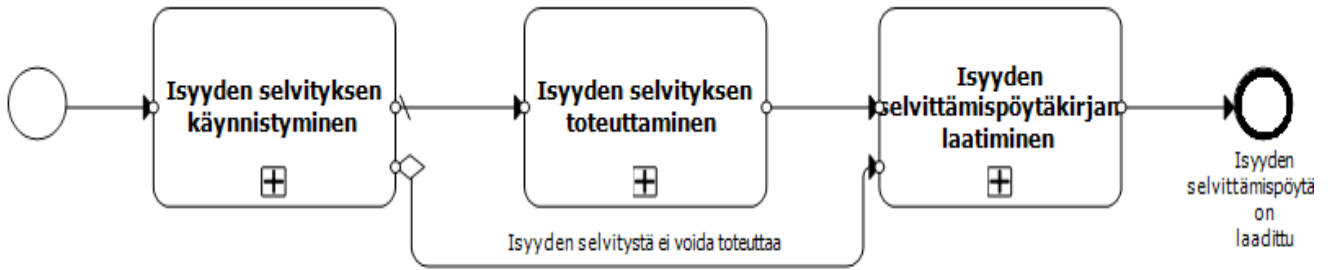 Isyyden selvityksen
käynnistyminen
Isyyden selvityksen
toteuttaminen
Isyyden
selvittämispöytäkirjan
laatiminen
Isyyden selvitystä ei voida toteuttaa
Isyyden
selvittämispöytä
on
laadittu